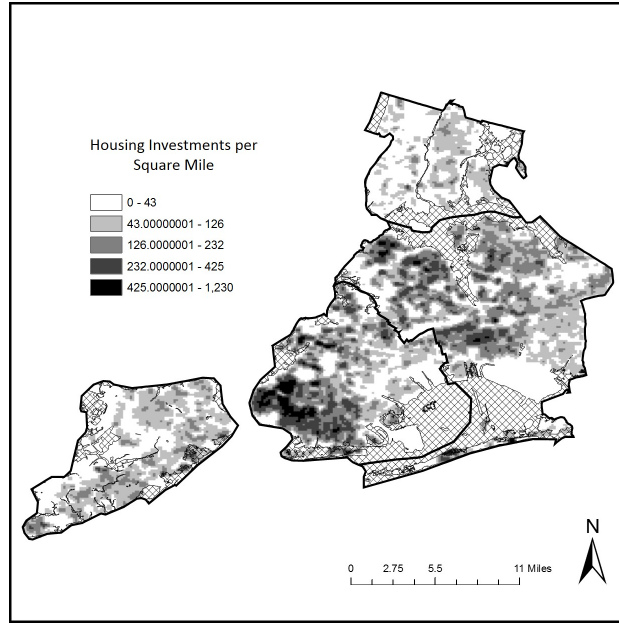 Housing Investments per
Square Mile
0 - 43
43.00000001 - 126
126.0000001 - 232
232.0000001 - 425
425.0000001 - 1,230
N
0 2.75 5.5 11 Miles